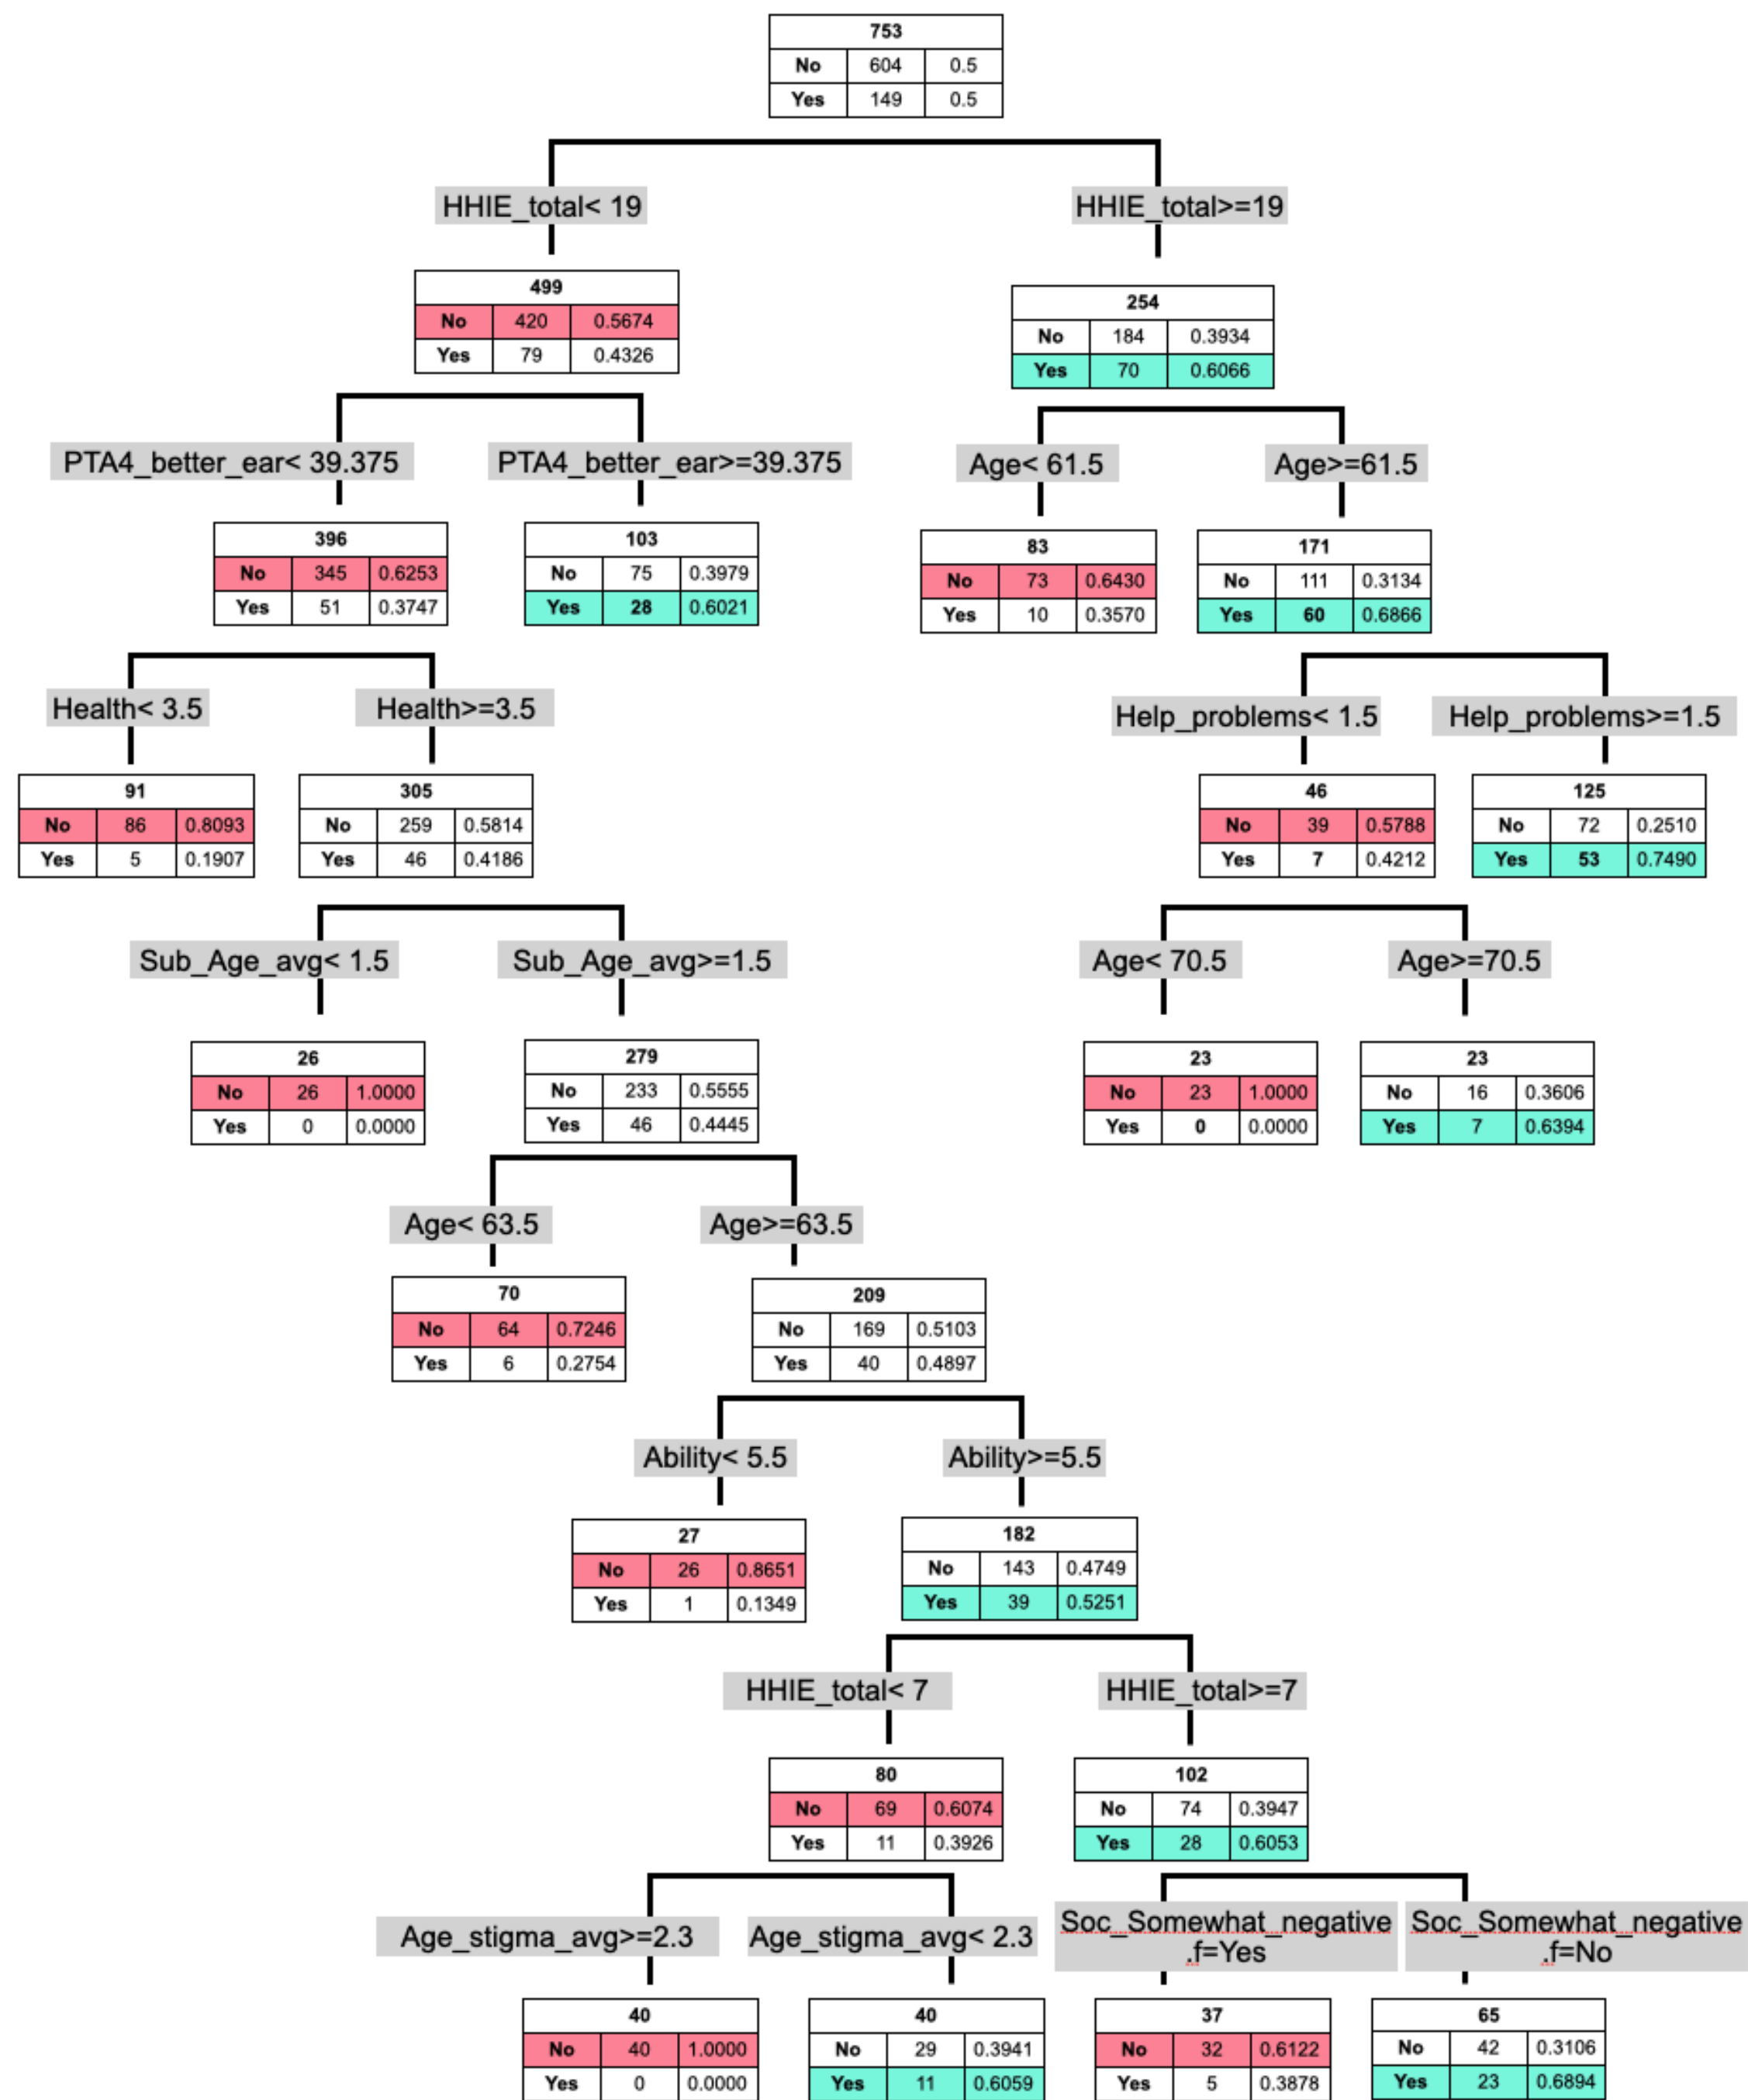 753
No 604 0.5
Yes 149 0.5
HHIE_total< 19 HHIE_total>=19
499
No 420 0.5674
Yes 79 0.4326
254
No 184 0.3934
Yes 70 0.6066
PTA4_better_ear< 39.375 PTA4_better_ear>=39.375 Age< 61.5 Age>=61.5
396
No 345 0.6253
Yes 51 0.3747
103
No 75 0.3979
Yes 28 0.6021
83
No 73 0.6430
Yes 10 0.3570
171
No 111 0.3134
Yes 60 0.6866
Health< 3.5 Health>=3.5 Help_problems< 1.5 Help_problems>=1.5
91
No 86 0.8093
Yes 5 0.1907
305
No 259 0.5814
Yes 46 0.4186
46
No 39 0.5788
Yes 7 0.4212
125
No 72 0.2510
Yes 53 0.7490
Sub_Age_avg< 1.5 Sub_Age_avg>=1.5 Age< 70.5 Age>=70.5
26
No 26 1.0000
Yes 0 0.0000
279
No 233 0.5555
Yes 46 0.4445
23
No 23 1.0000
Yes 0 0.0000
23
No 16 0.3606
Yes 7 0.6394
Age< 63.5 Age>=63.5
70
No 64 0.7246
Yes 6 0.2754
209
No 169 0.5103
Yes 40 0.4897
Ability< 5.5 Ability>=5.5
27
No 26 0.8651
Yes 1 0.1349
182
No 143 0.4749
Yes 39 0.5251
HHIE_total< 7 HHIE_total>=7
80
No 69 0.6074
Yes 11 0.3926
102
No 74 0.3947
Yes 28 0.6053
Age_stigma_avg>=2.3 Age_stigma_avg< 2.3
Soc_Somewhat_negative
.f=Yes
Soc_Somewhat_negative
.f=No
40
No 40 1.0000
Yes 0 0.0000
40
No 29 0.3941
Yes 11 0.6059
37
No 32 0.6122
Yes 5 0.3878
65
No 42 0.3106
Yes 23 0.6894